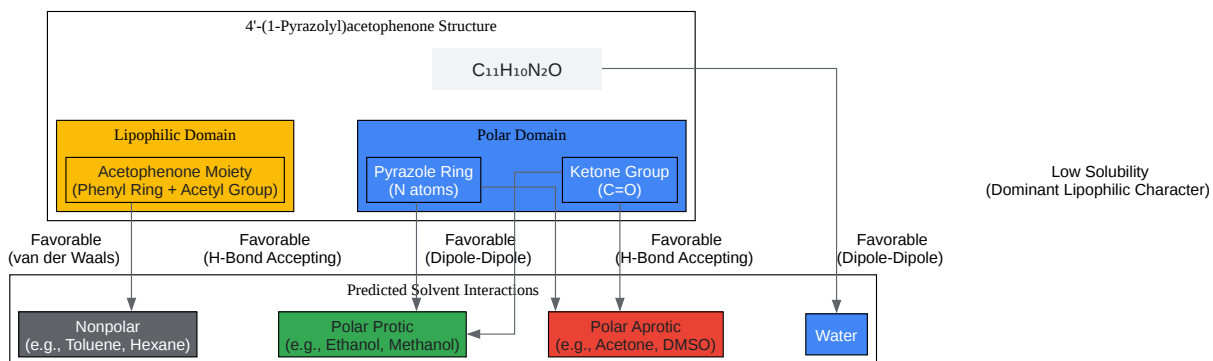 4'-(1-Pyrazolyl)acetophenone Structure
C₁₁H₁₀N₂O
Lipophilic Domain
Polar Domain
Acetophenone Moiety
(Phenyl Ring + Acetyl Group)
Pyrazole Ring
(N atoms)
Ketone Group
(C=O)
Low Solubility
(Dominant Lipophilic Character)
Favorable
(van der Waals)
Favorable
(H-Bond Accepting)
Favorable
(Dipole-Dipole)
Favorable
(H-Bond Accepting)
Favorable
(Dipole-Dipole)
Predicted Solvent Interactions
Nonpolar
(e.g., Toluene, Hexane)
Polar Protic
(e.g., Ethanol, Methanol)
Polar Aprotic
(e.g., Acetone, DMSO)
Water